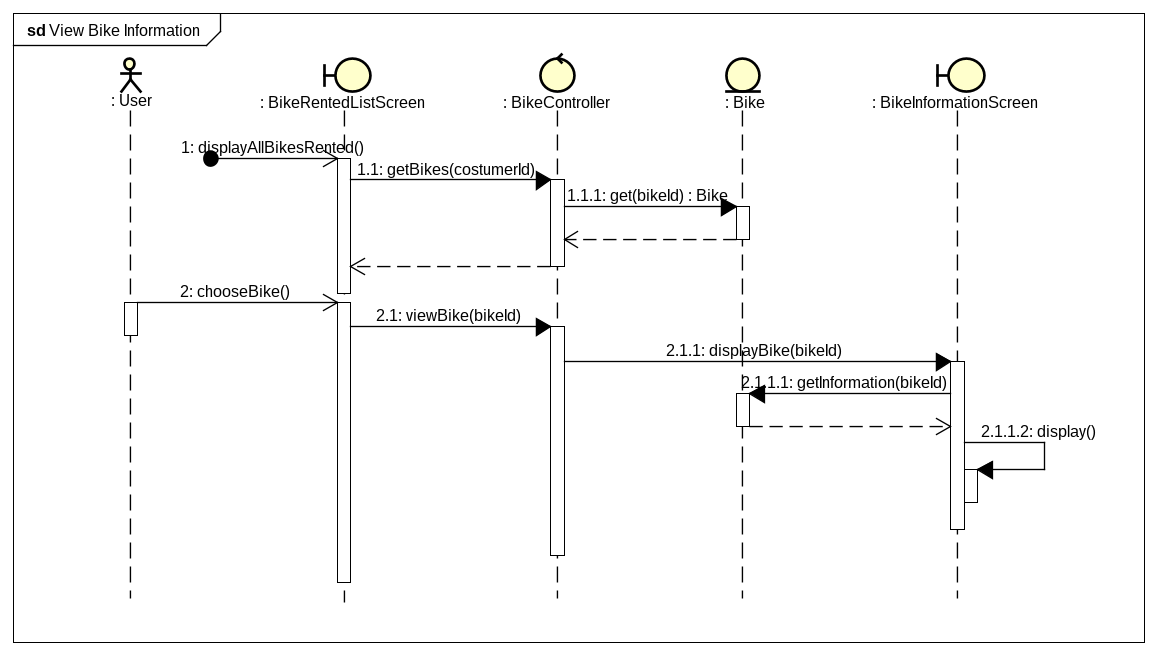 sd View Bike Information
: User
: BikeRentedListScreen
: BikeController
: Bike
: BikeInformationScreen
1: displayAllBikesRented()
1.1: getBikes(costumerId)
1.1.1: get(bikeId) : Bike
2: chooseBike()
2.1: viewBike(bikeId)
2.1.1: displayBike(bikeId)
2.1.1.1: getInformation(bikeId)
2.1.1.2: display()